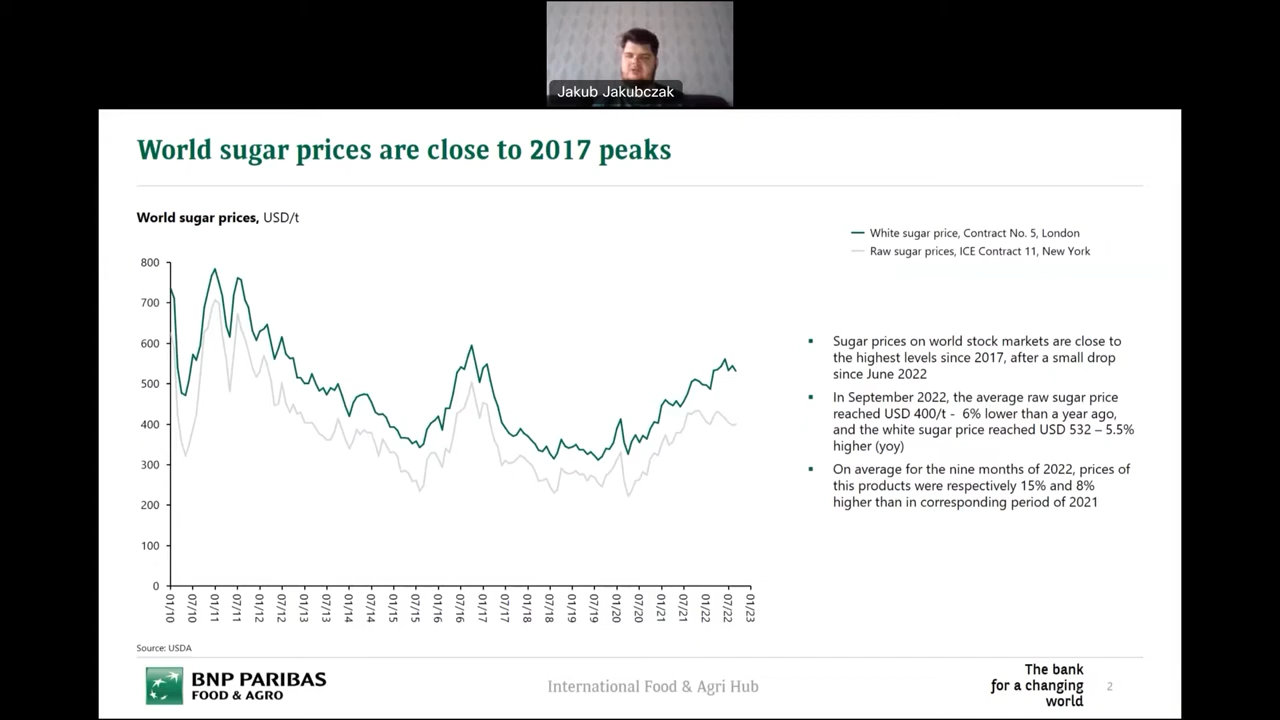 Jakub Jakubczak
World sugar prices are close to 2017 peaks
World sugar prices, USD/t
White sugar price, Contract No. 5, London
Raw sugar prices, ICE Contract 11, New York
800
700
600
500
400
300
200
100
0
01/10
07/10
01/11
07/11
01/12
07/12
01/13
07/13
01/14
07/14
01/15
07/15
01/16
07/16
01/17
07/17
01/18
07/18
01/19
07/19
01/20
07/20
01/21
07/21
01/22
07/22
01/23
Sugar prices on world stock markets are close to
the highest levels since 2017, after a small drop
since June 2022
In September 2022, the average raw sugar price
reached USD 400/t - 6% lower than a year ago,
and the white sugar price reached USD 532 – 5.5%
higher (yoy)
On average for the nine months of 2022, prices of
this products were respectively 15% and 8%
higher than in corresponding period of 2021
Source: USDA
BNP PARIBAS
FOOD & AGRO
International Food & Agri Hub
The bank
for a changing
world
2